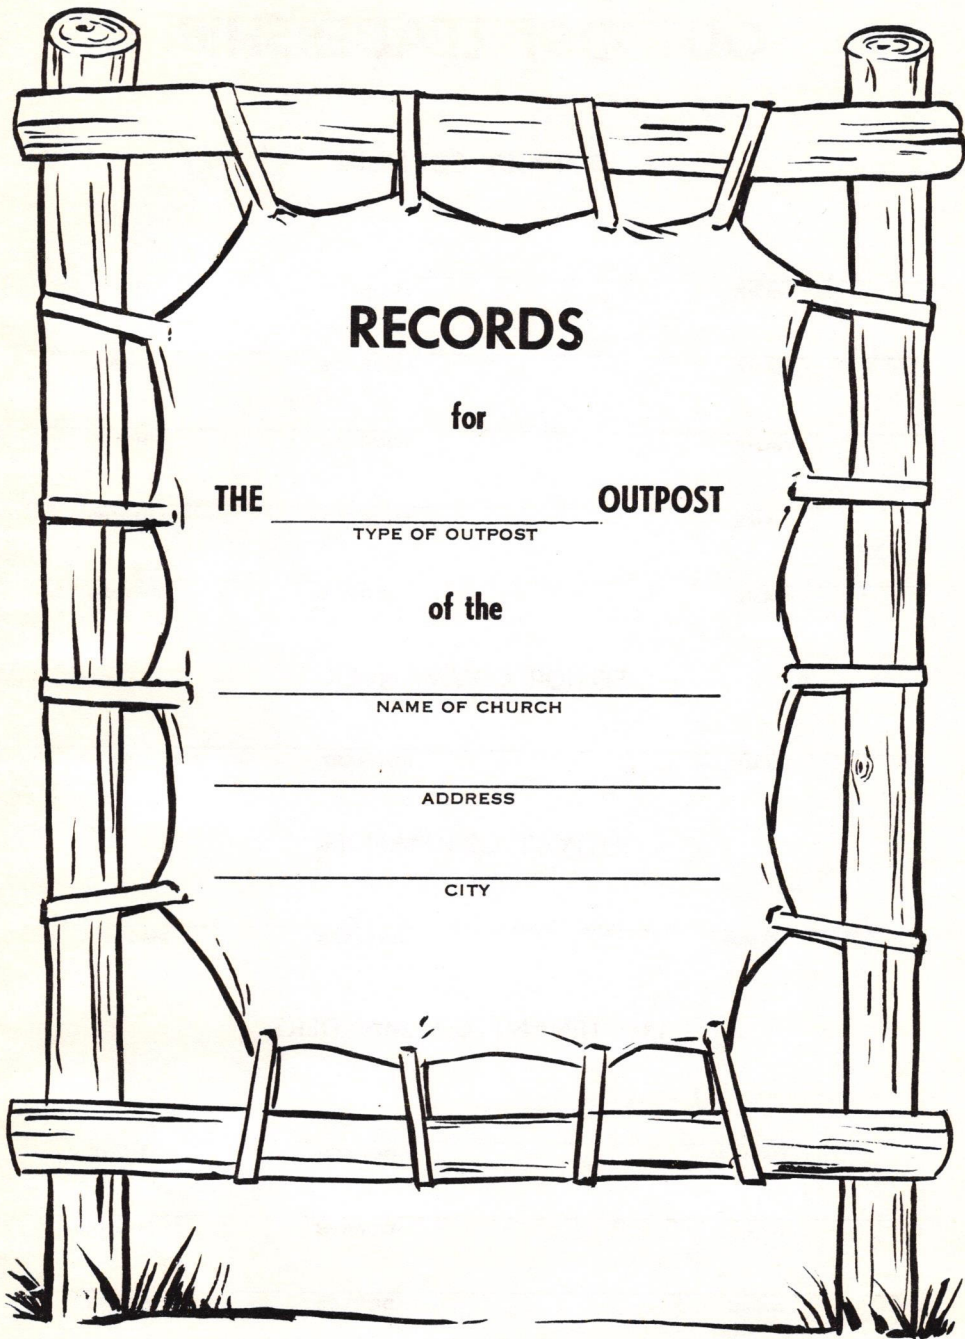 RECORDS
for
THE OUTPOST
TYPE OF OUTPOST
of the
NAME OF CHURCH
ADDRESS
CITY